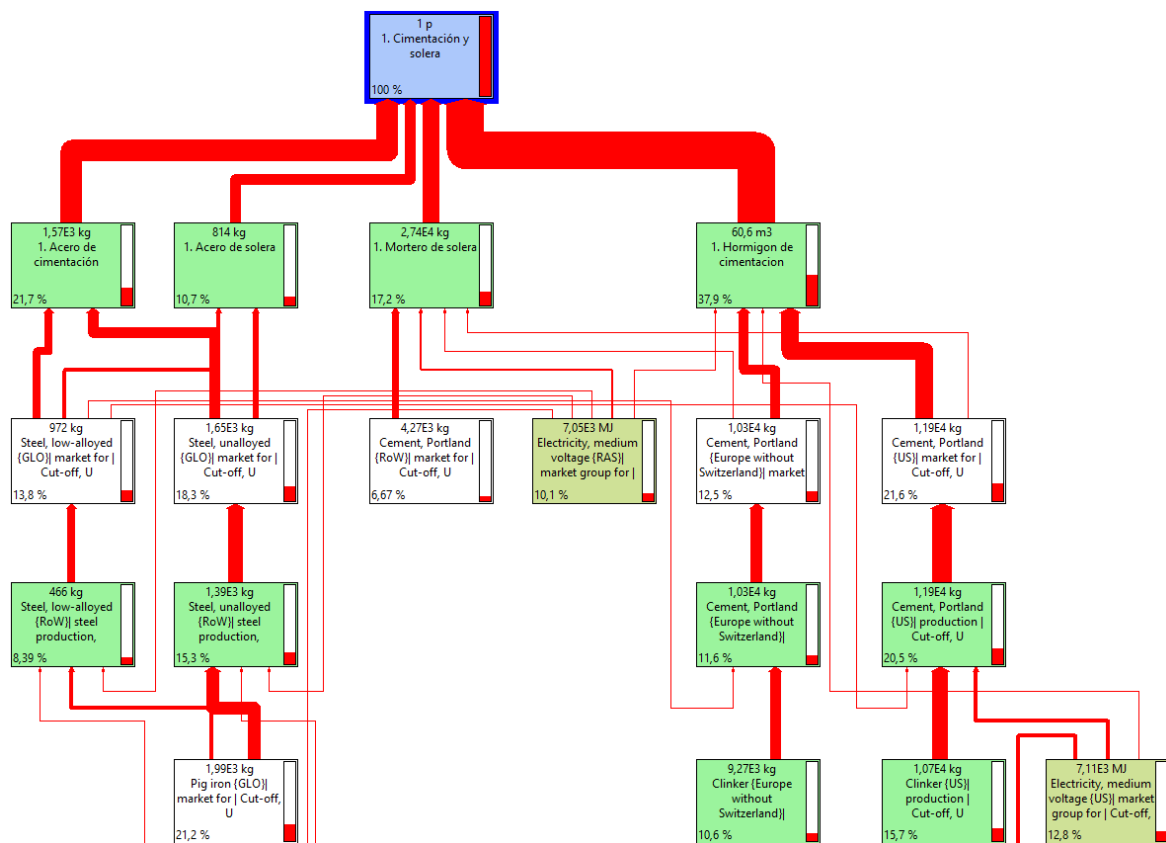 1 p
1. Cimentación y
solera
100 %
1,57E3 kg
1. Acero de
cimentación
21,7 %
814 kg
1. Acero de solera
10,7 %
2,74E4 kg
1. Mortero de solera
17,2 %
60,6 m3
1. Hormigon de
cimentacion
37,9 %
972 kg
Steel, low-alloyed
{GLO}| market for |
Cut-off, U
13,8 %
1,65E3 kg
Steel, unalloyed
{GLO}| market for |
Cut-off, U
18,3 %
4,27E3 kg
Cement, Portland
{RoW}| market for |
Cut-off, U
6,67 %
7,05E3 MJ
Electricity, medium
voltage {RAS}|
market group for |
10,1 %
1,03E4 kg
Cement, Portland
{Europe without
Switzerland}| market
12,5 %
1,19E4 kg
Cement, Portland
{US}| market for |
Cut-off, U
21,6 %
466 kg
Steel, low-alloyed
{RoW}| steel
production,
8,39 %
1,39E3 kg
Steel, unalloyed
{RoW}| steel
production,
15,3 %
1,03E4 kg
Cement, Portland
{Europe without
Switzerland}|
11,6 %
1,19E4 kg
Cement, Portland
{US}| production |
Cut-off, U
20,5 %
1,99E3 kg
Pig iron {GLO}|
market for | Cut-off,
U
21,2 %
9,27E3 kg
Clinker {Europe
without
Switzerland}|
10,6 %
1,07E4 kg
Clinker {US}|
production |
Cut-off, U
15,7 %
7,11E3 MJ
Electricity, medium
voltage {US}| market
group for | Cut-off,
12,8 %